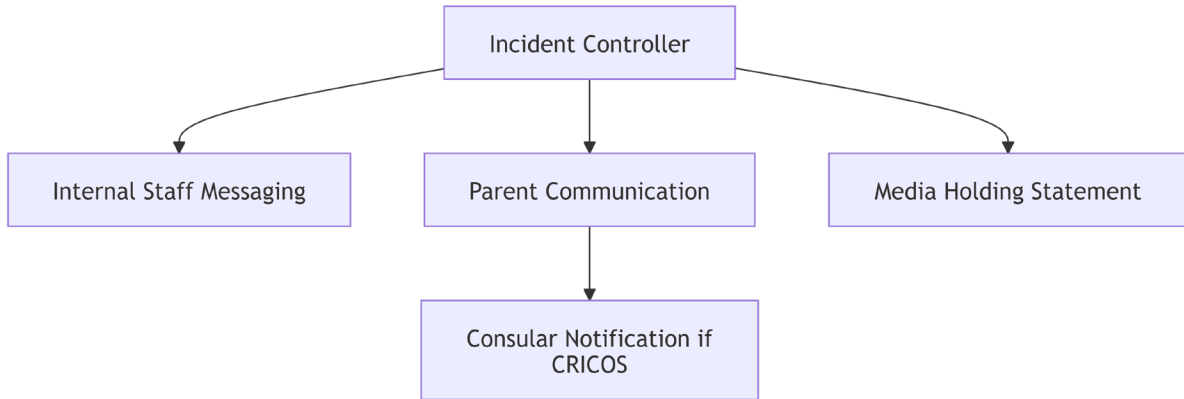 Incident Controller
Internal Staff Messaging
Parent Communication
Media Holding Statement
Consular Notification if
CRICOS